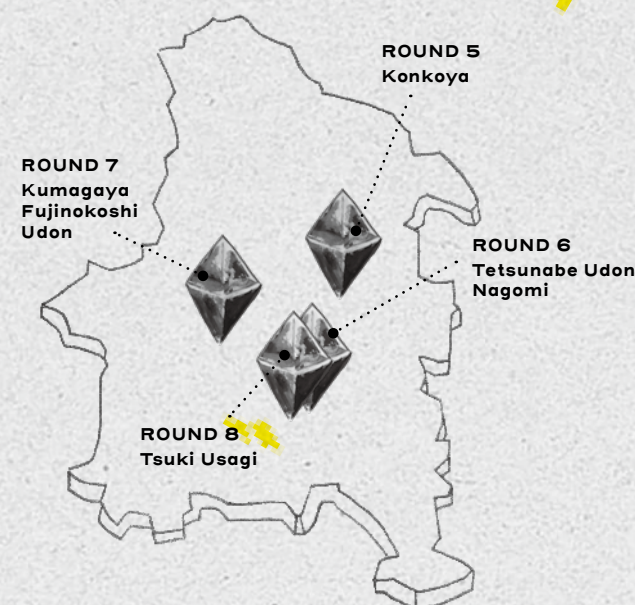 ROUND 5
Konkoya
ROUND 7
Kumagaya
Fujinokoshi
Udon
ROUND 6
Tetsunabe Udon
Nagomi
ROUND 8
Tsuki Usagi